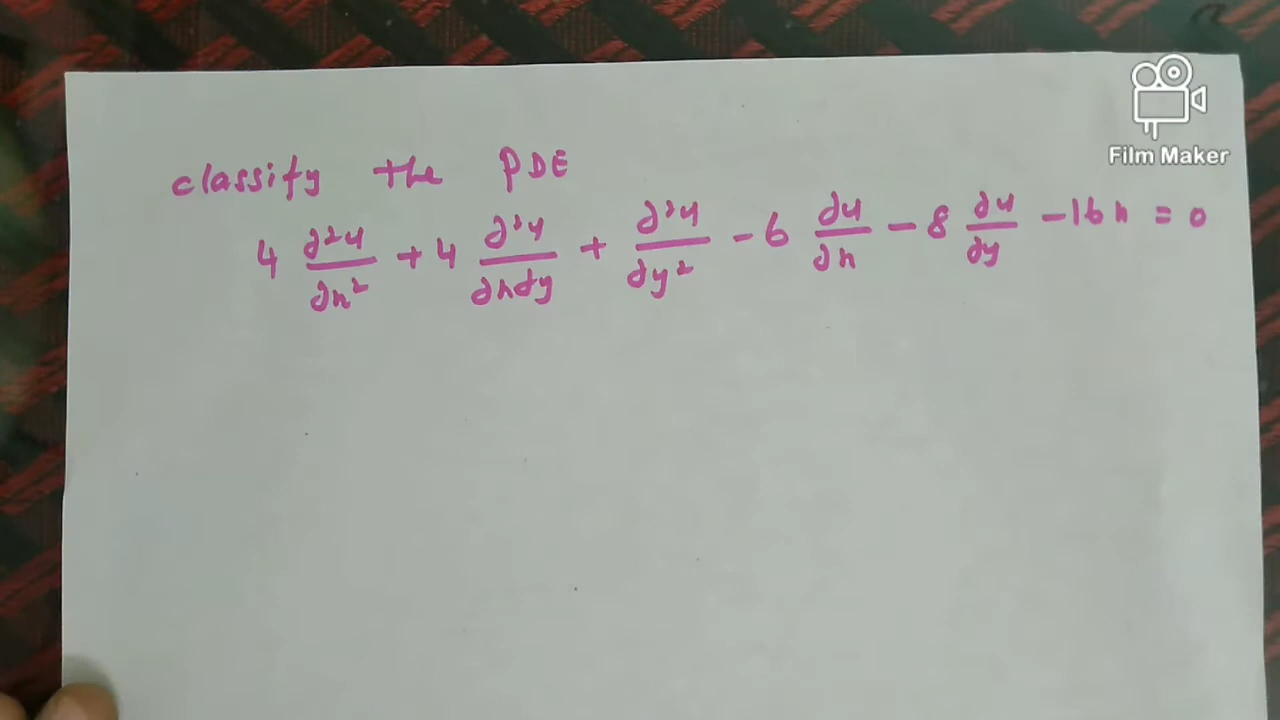 classify the PDE
4 ∂²u/∂x² + 4 ∂²u/∂x∂y + ∂²u/∂y² - 6 ∂u/∂x - 8 ∂u/∂y - 16x = 0
Film Maker